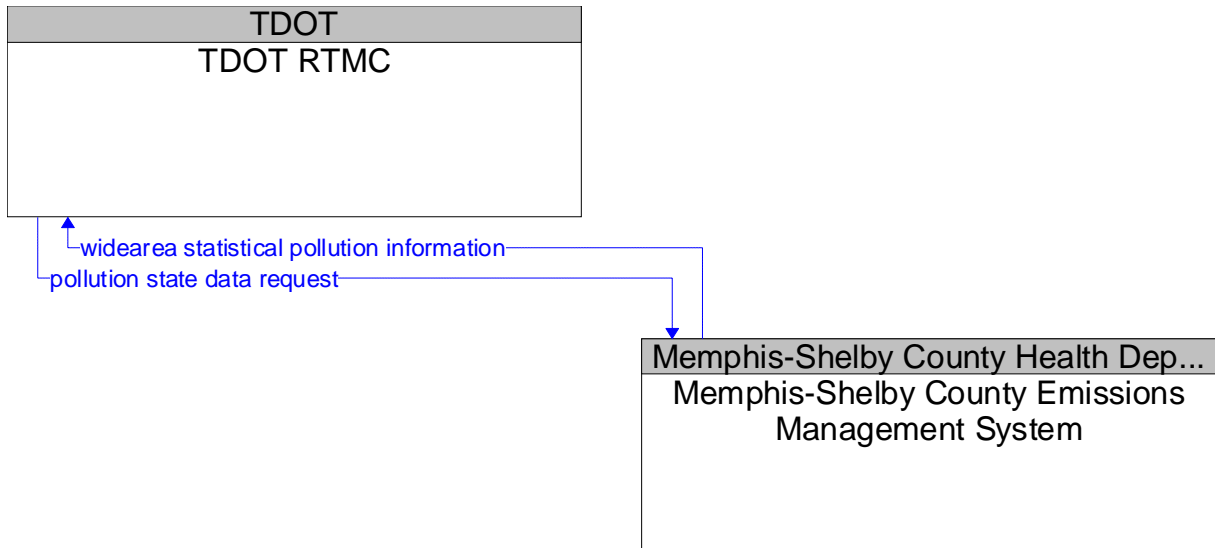 TDOT
TDOT RTMC
widearea statistical pollution information
pollution state data request
Memphis-Shelby County Health Dep...
Memphis-Shelby County Emissions
Management System